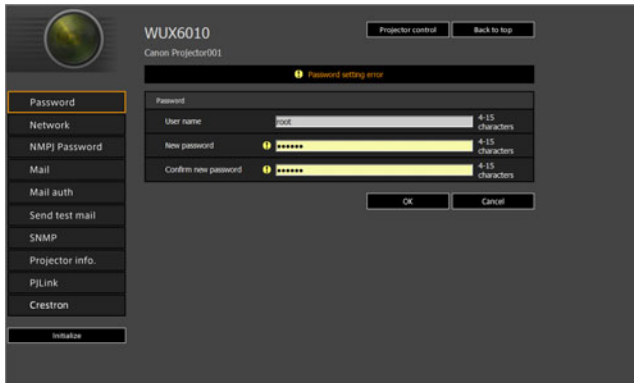 WUX6010
Projector control
Back to top
Canon Projector001
Password setting error
Password
Network
NMPJ Password
Mail
Mail auth
Send test mail
SNMP
Projector info.
PJLink
Crestron
Initialize
Password
User name
root
4-15
characters
New password
••••••
4-15
characters
Confirm new password
••••••
4-15
characters
OK
Cancel